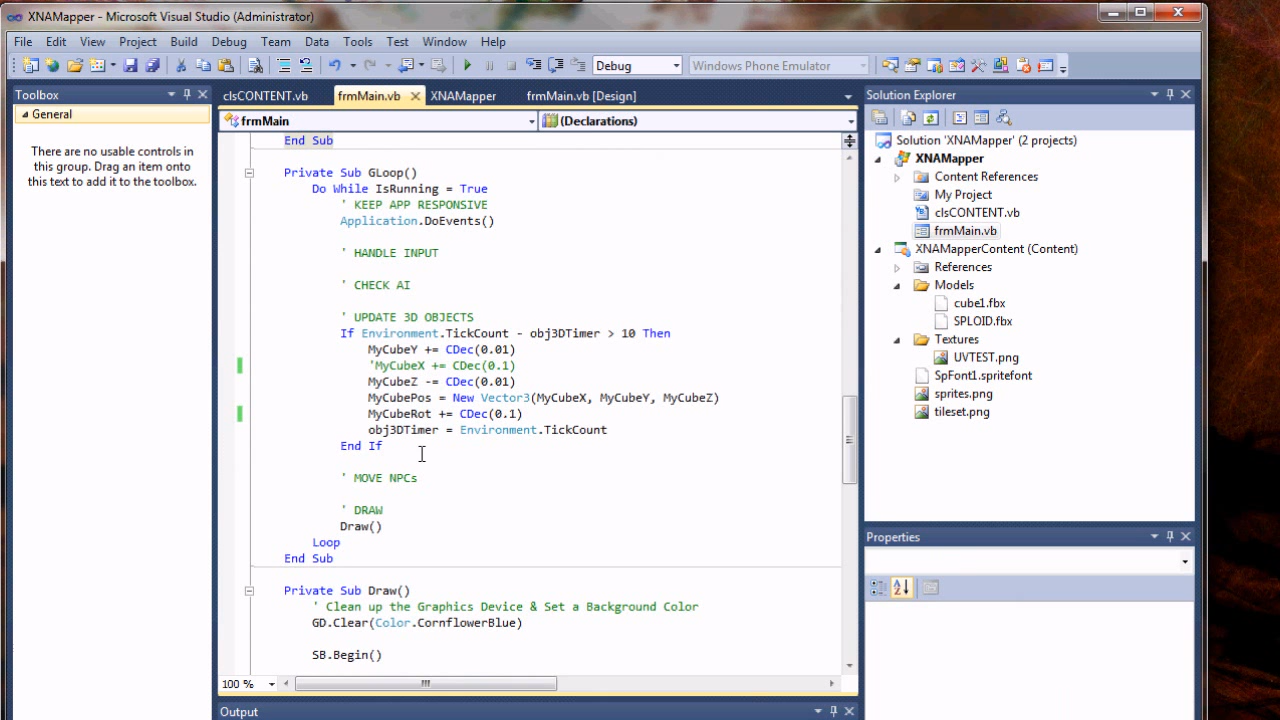 XNAMapper - Microsoft Visual Studio (Administrator)
File Edit View Project Build Debug Team Data Tools Test Window Help
Debug
Windows Phone Emulator
Toolbox
General
There are no usable controls in
this group. Drag an item onto
this text to add it to the toolbox.
clsCONTENT.vb frmMain.vb XNAMapper frmMain.vb [Design]
frmMain (Declarations)
End Sub
Private Sub GLoop()
Do While IsRunning = True
' KEEP APP RESPONSIVE
Application.DoEvents()
' HANDLE INPUT
' CHECK AI
' UPDATE 3D OBJECTS
If Environment.TickCount - obj3DTimer > 10 Then
MyCubeY += CDec(0.01)
'MyCubeX += CDec(0.1)
MyCubeZ -= CDec(0.01)
MyCubePos = New Vector3(MyCubeX, MyCubeY, MyCubeZ)
MyCubeRot += CDec(0.1)
obj3DTimer = Environment.TickCount
End If
' MOVE NPCs
' DRAW
Draw()
Loop
End Sub
Private Sub Draw()
' Clean up the Graphics Device & Set a Background Color
GD.Clear(Color.CornflowerBlue)
SB.Begin()
100 %
Output
Solution Explorer
Solution 'XNAMapper' (2 projects)
XNAMapper
Content References
My Project
clsCONTENT.vb
frmMain.vb
XNAMapperContent (Content)
References
Models
cube1.fbx
SPLOID.fbx
Textures
UVTEST.png
SpFont1.spritefont
sprites.png
tileset.png
Properties